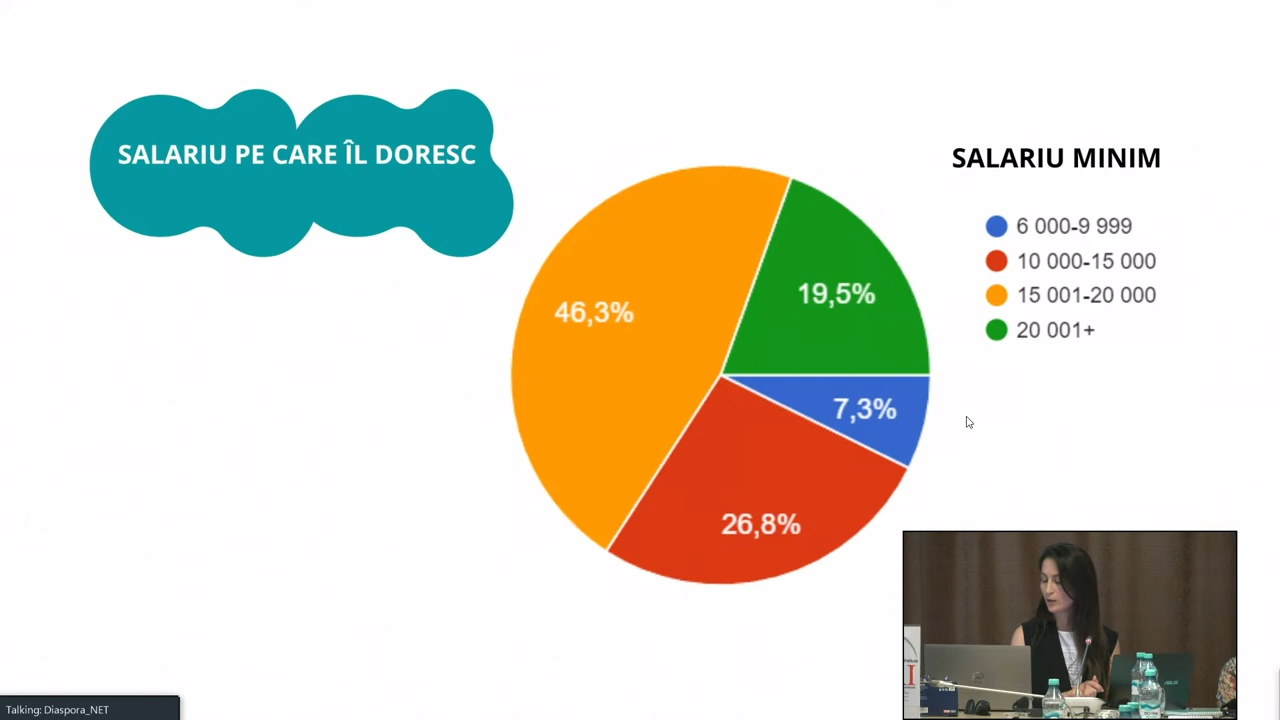 SALARIU PE CARE ÎL DORESC
SALARIU MINIM
6 000-9 999
10 000-15 000
15 001-20 000
20 001+
19,5%
46,3%
7,3%
26,8%
Talking: Diaspora_NET